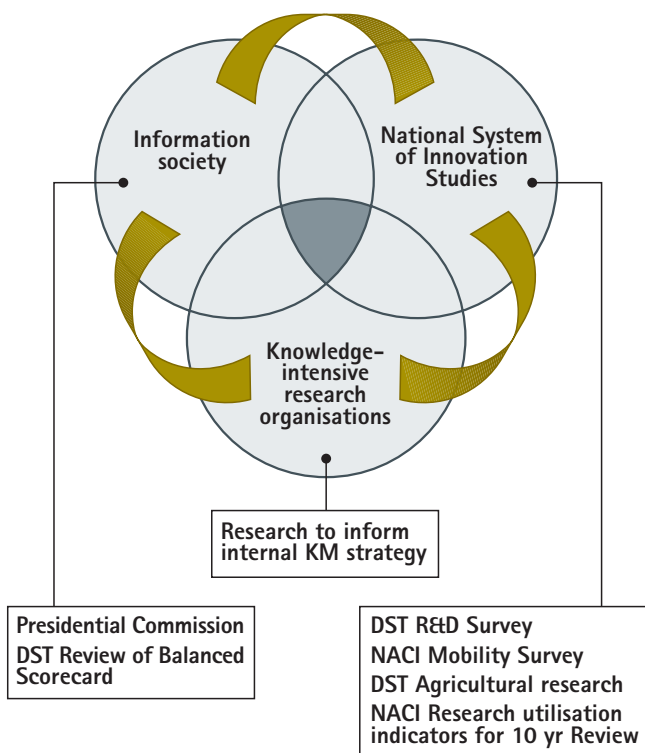 Information
society
National System
of Innovation
Studies
Knowledge-
intensive
research
organisations
Research to inform
internal KM strategy
Presidential Commission
DST Review of Balanced
Scorecard
DST R&D Survey
NACI Mobility Survey
DST Agricultural research
NACI Research utilisation
indicators for 10 yr Review